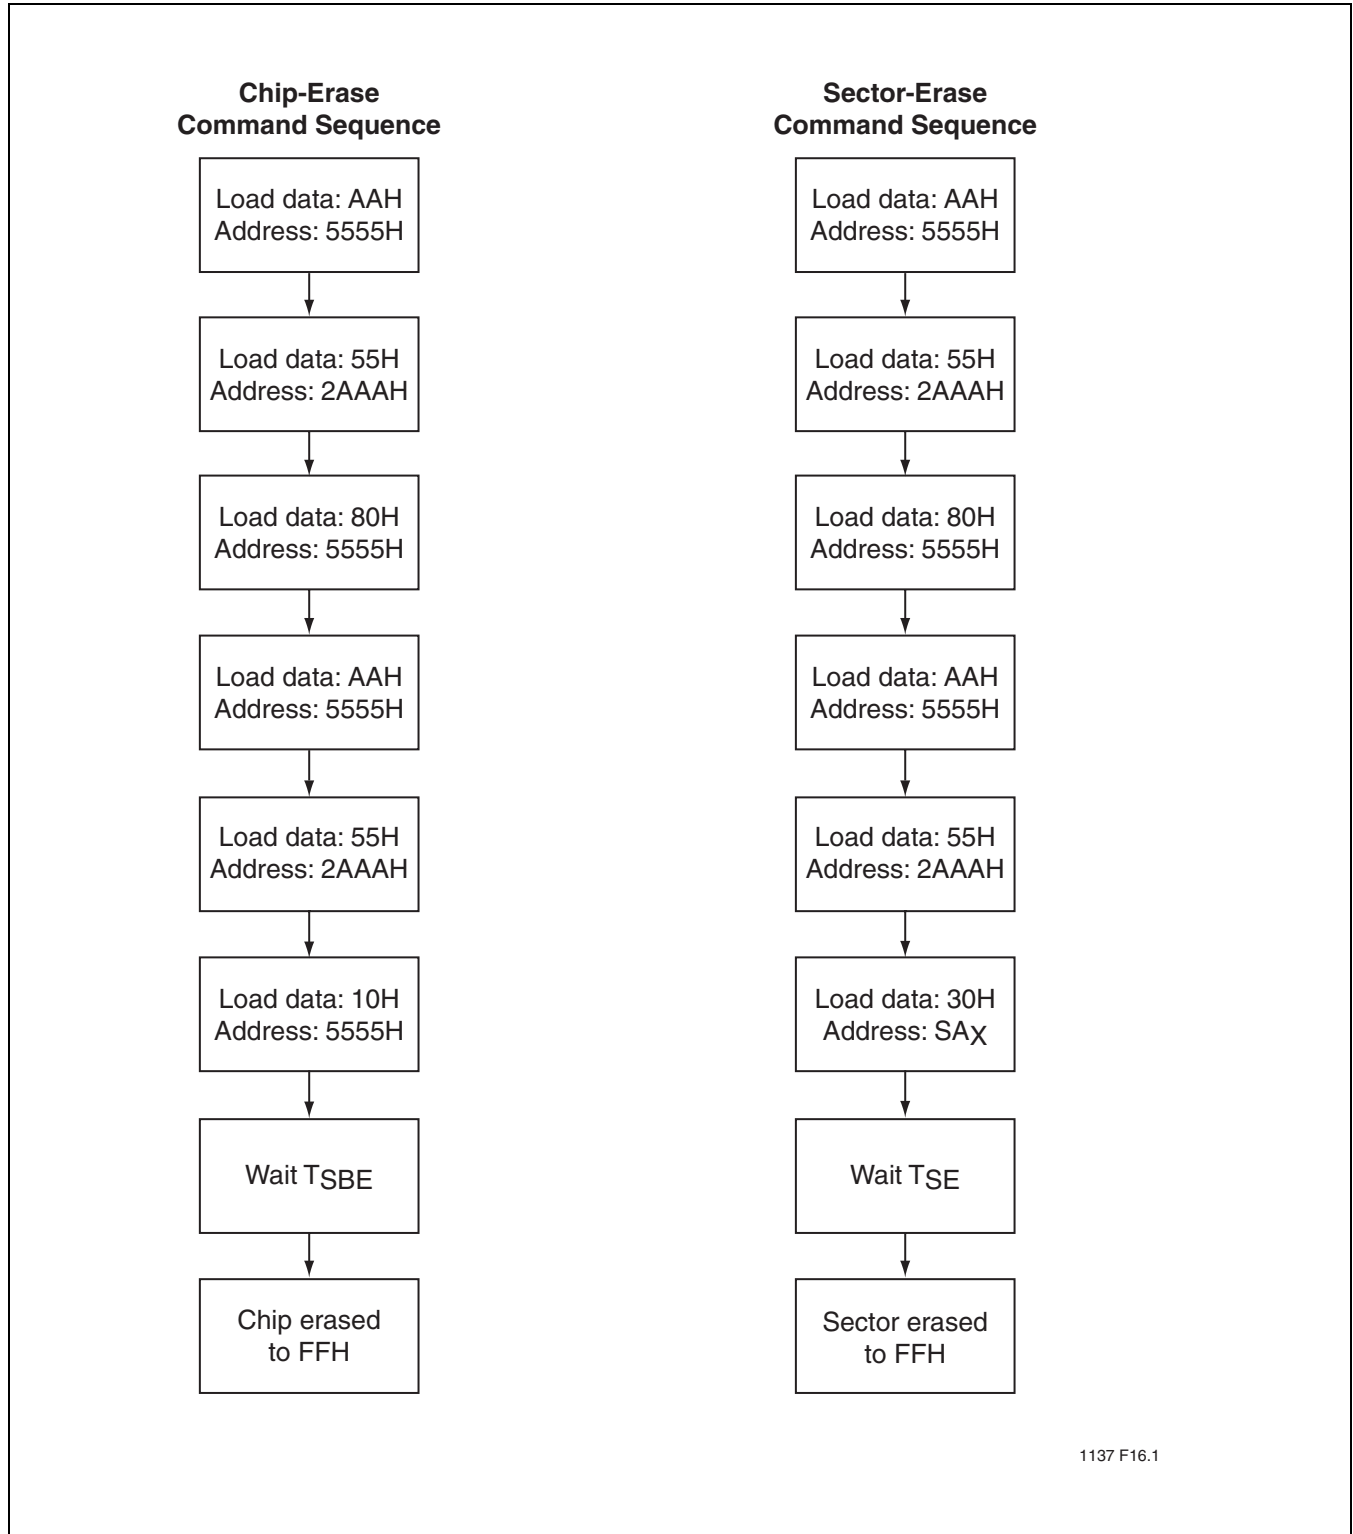 Chip-Erase
Command Sequence
Load data: AAH
Address: 5555H
Load data: 55H
Address: 2AAAH
Load data: 80H
Address: 5555H
Load data: AAH
Address: 5555H
Load data: 55H
Address: 2AAAH
Load data: 10H
Address: 5555H
Wait TSBE
Chip erased
to FFH
Sector-Erase
Command Sequence
Load data: AAH
Address: 5555H
Load data: 55H
Address: 2AAAH
Load data: 80H
Address: 5555H
Load data: AAH
Address: 5555H
Load data: 55H
Address: 2AAAH
Load data: 30H
Address: SAX
Wait TSE
Sector erased
to FFH
1137 F16.1